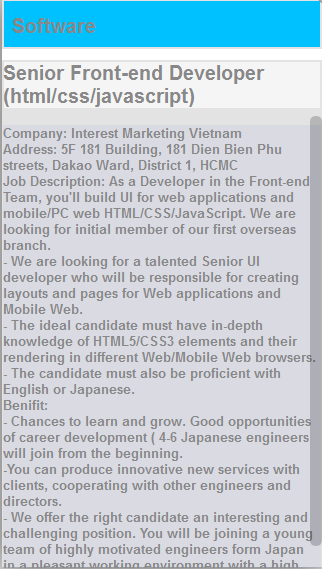 Software
Senior Front-end Developer
(html/css/javascript)
Company: Interest Marketing Vietnam
Address: 5F 181 Building, 181 Dien Bien Phu
streets, Dakao Ward, District 1, HCMC
Job Description: As a Developer in the Front-end
Team, you'll build UI for web applications and
mobile/PC web HTML/CSS/JavaScript. We are
looking for initial member of our first overseas
branch.
- We are looking for a talented Senior UI
developer who will be responsible for creating
layouts and pages for Web applications and
Mobile Web.
- The ideal candidate must have in-depth
knowledge of HTML5/CSS3 elements and their
rendering in different Web/Mobile Web browsers.
- The candidate must also be proficient with
English or Japanese.
Benifit:
- Chances to learn and grow. Good opportunities
of career development ( 4-6 Japanese engineers
will join from the beginning.
-You can produce innovative new services with
clients, cooperating with other engineers and
directors.
- We offer the right candidate an interesting and
challenging position. You will be joining a young
team of highly motivated engineers form Japan
in a pleasant working environment with a high